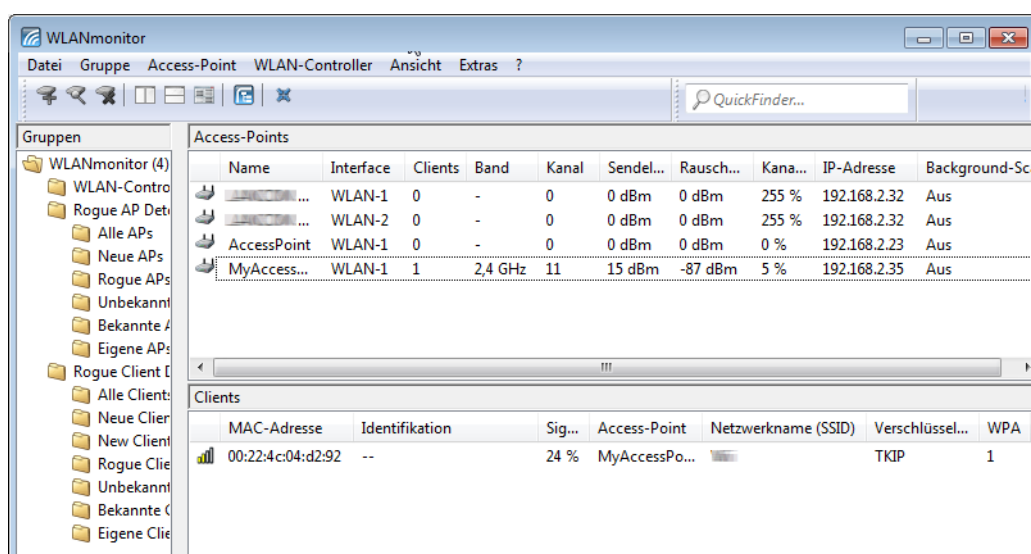 WLANmonitor
Datei Gruppe Access-Point WLAN-Controller Ansicht Extras ?
QuickFinder...
Gruppen
WLANmonitor (4)
WLAN-Contro
Rogue AP Det
Alle APs
Neue APs
Rogue APs
Unbekannt
Bekannte A
Eigene APs
Rogue Client D
Alle Clients
Neue Clien
New Client
Rogue Clie
Unbekannt
Bekannte C
Eigene Clie
Access-Points
Name Interface Clients Band Kanal Sendel... Rausch... Kana... IP-Adresse Background-Sc
... WLAN-1 0 - 0 0 dBm 0 dBm 255 % 192.168.2.32 Aus
... WLAN-2 0 - 0 0 dBm 0 dBm 255 % 192.168.2.32 Aus
AccessPoint WLAN-1 0 - 0 0 dBm 0 dBm 0 % 192.168.2.23 Aus
MyAccess... WLAN-1 1 2,4 GHz 11 15 dBm -87 dBm 5 % 192.168.2.35 Aus
Clients
MAC-Adresse Identifikation Sig... Access-Point Netzwerkname (SSID) Verschlüssel... WPA
00:22:4c:04:d2:92 -- 24 % MyAccessPo... TKIP 1